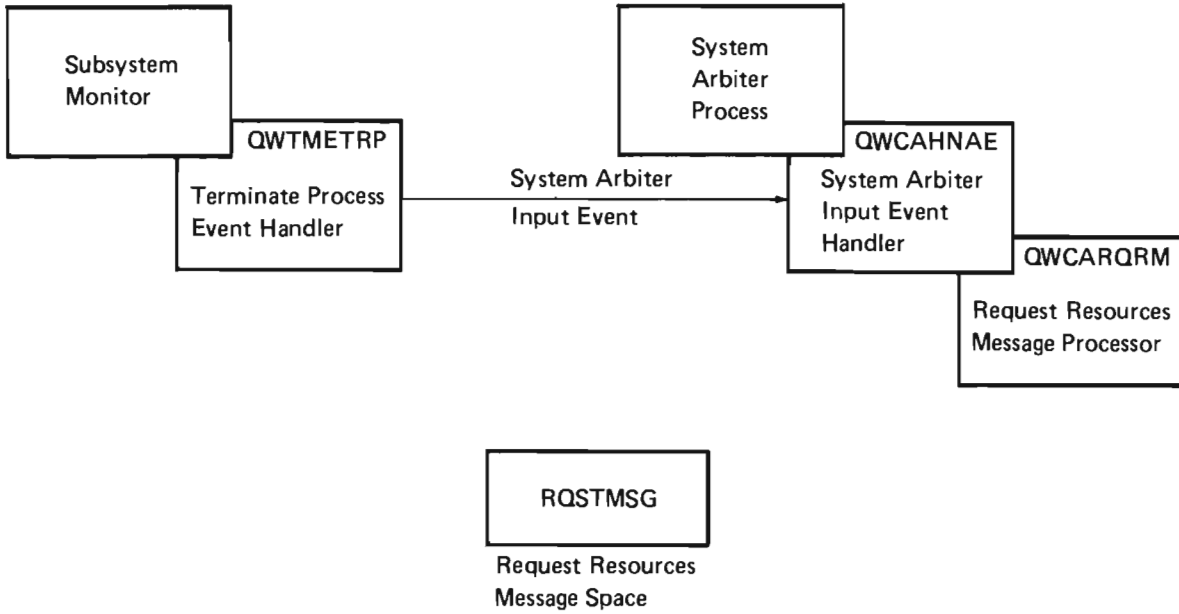 Subsystem
Monitor
QWTMETRP
Terminate Process
Event Handler
System Arbiter
Input Event
System
Arbiter
Process
QWCAHNAE
System Arbiter
Input Event
Handler
QWCARQRM
Request Resources
Message Processor
RQSTMSG
Request Resources
Message Space